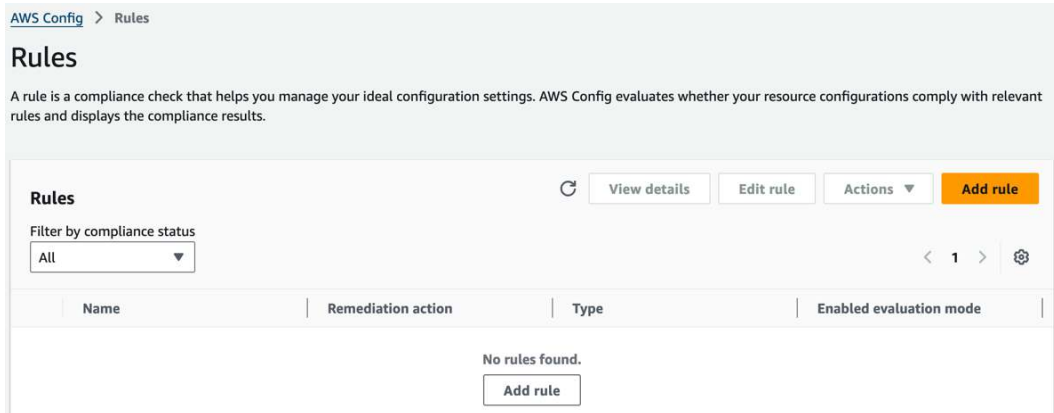 AWS Config > Rules
Rules
A rule is a compliance check that helps you manage your ideal configuration settings. AWS Config evaluates whether your resource configurations comply with relevant
rules and displays the compliance results.
Rules
View details
Edit rule
Actions ▼
Add rule
Filter by compliance status
All ▼
< 1 >
Name
Remediation action
Type
Enabled evaluation mode
No rules found.
Add rule